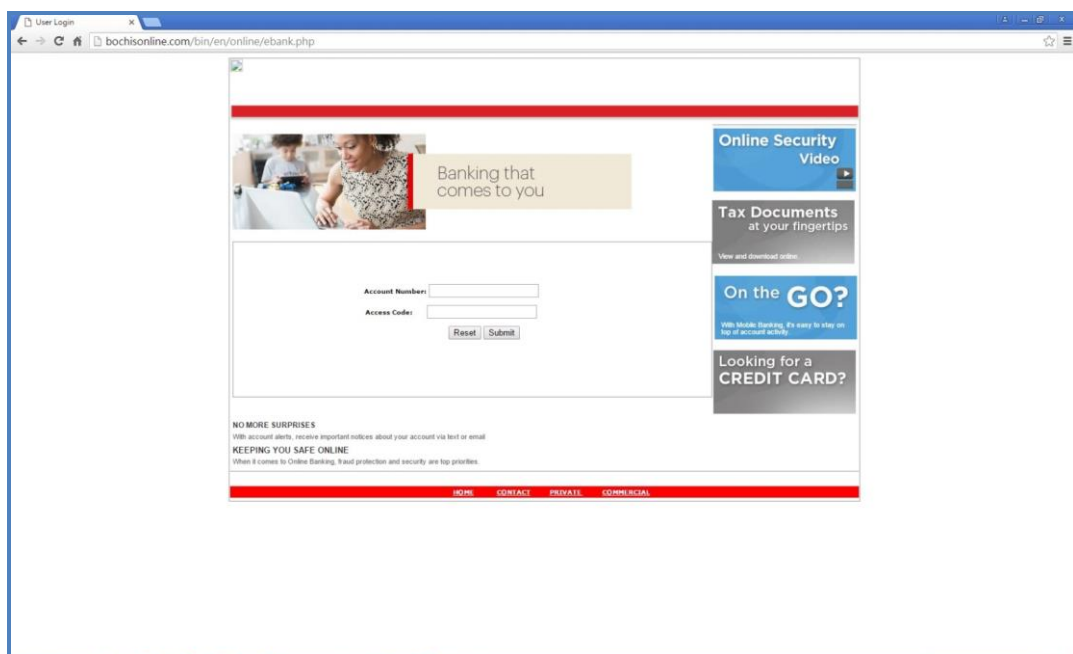 User Login
bochisonline.com/bin/en/online/ebank.php
Banking that
comes to you
Online Security
Video
Tax Documents
at your fingertips
View and download online.
Account Number:
Access Code:
Reset Submit
On the GO?
With Mobile Banking, it's easy to stay on
top of account activity.
Looking for a
CREDIT CARD?
NO MORE SURPRISES
With account alerts, receive important notices about your account via text or email
KEEPING YOU SAFE ONLINE
When it comes to Online Banking, fraud protection and security are top priorities.
HOME CONTACT PRIVATE COMMERCIAL